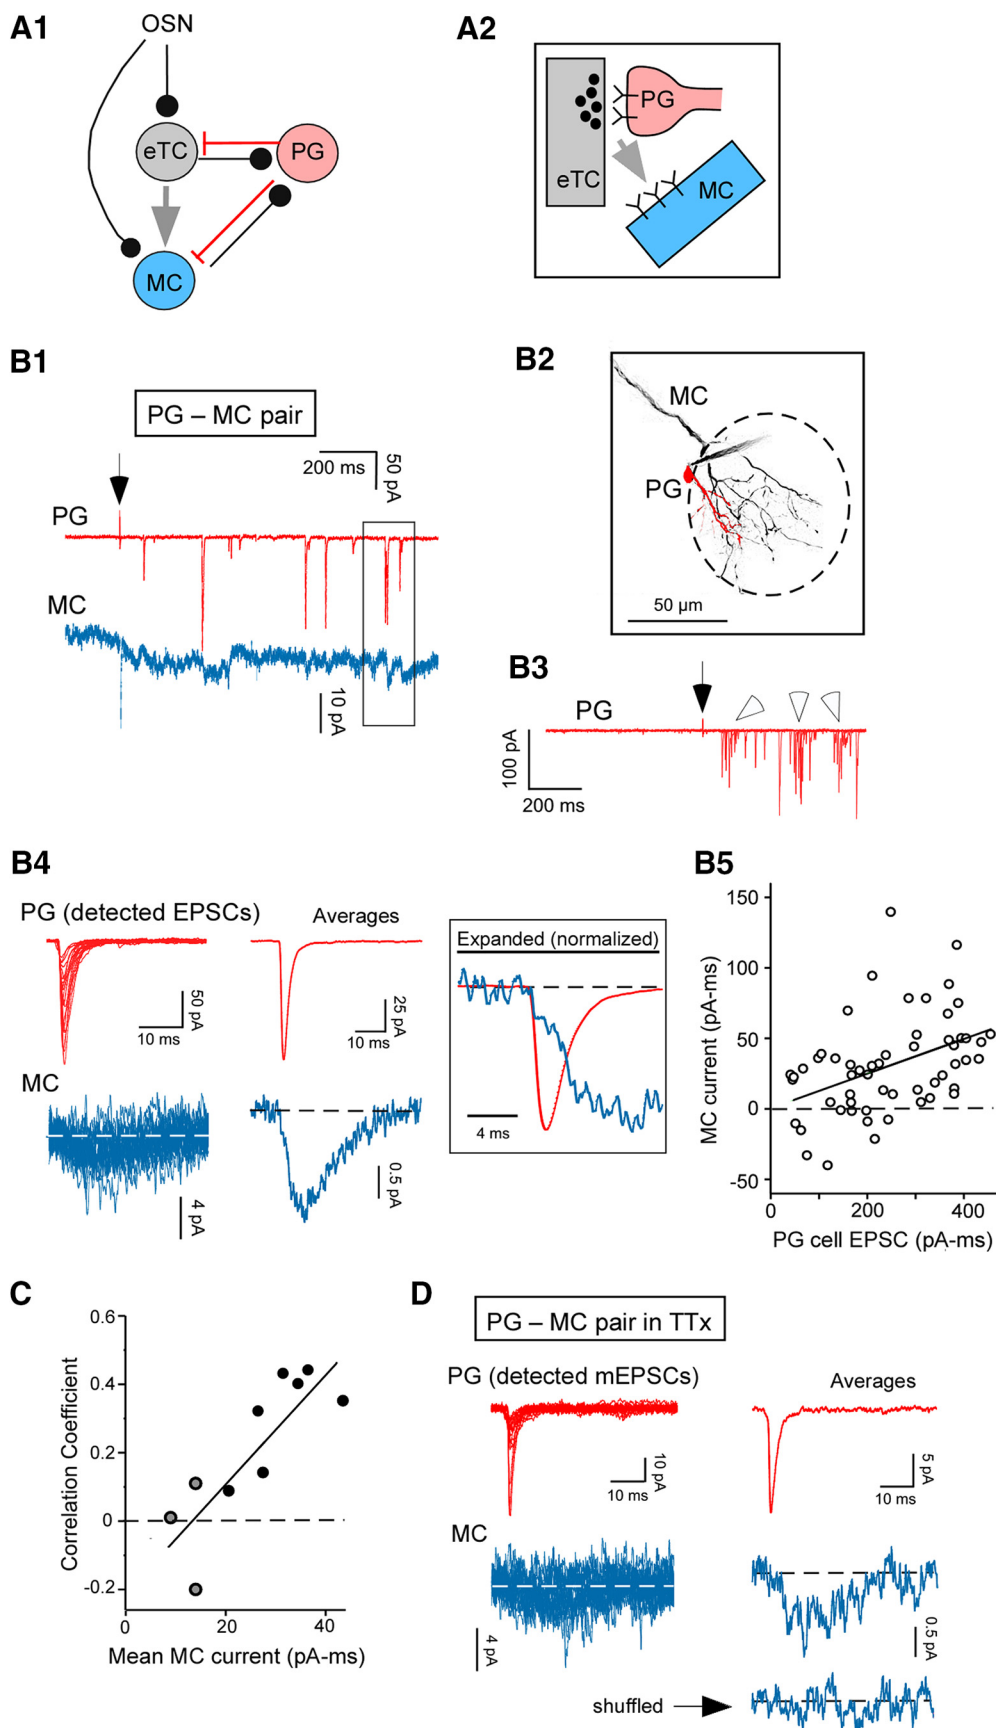 A1
OSN
eTC
PG
MC
A2
PG
eTC
MC
B1
PG – MC pair
200 ms
50 pA
PG
MC
10 pA
B2
MC
PG
50 µm
B3
PG
100 pA
200 ms
B4
PG (detected EPSCs)
Averages
50 pA
10 ms
25 pA
10 ms
MC
4 pA
0.5 pA
Expanded (normalized)
4 ms
B5
MC current (pA-ms)
150
100
50
0
-50
0
200
400
PG cell EPSC (pA-ms)
C
Correlation Coefficient
0.6
0.4
0.2
0
-0.2
0
20
40
Mean MC current (pA-ms)
D
PG – MC pair in TTx
PG (detected mEPSCs)
Averages
10 pA
10 ms
5 pA
10 ms
MC
4 pA
0.5 pA
shuffled